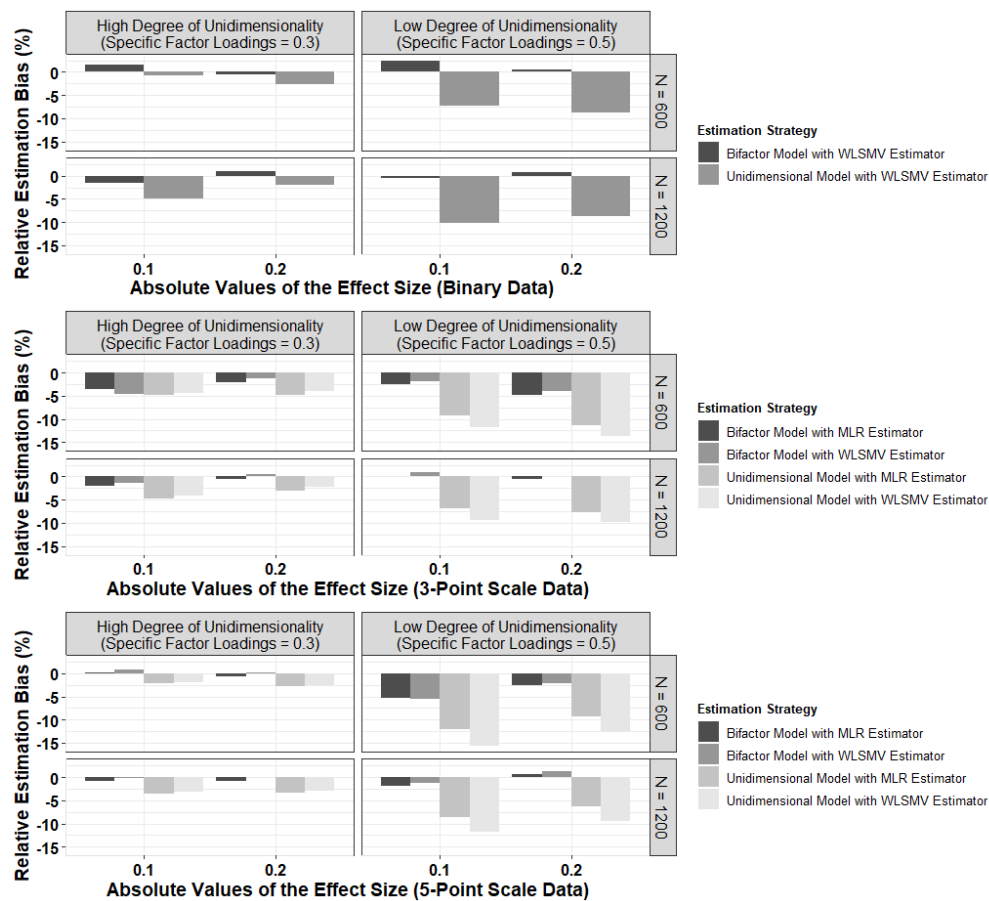 High Degree of Unidimensionality
(Specific Factor Loadings = 0.3)
Low Degree of Unidimensionality
(Specific Factor Loadings = 0.5)
Relative Estimation Bias (%)
0
-5
-10
-15
N = 600
0
-5
-10
-15
N = 1200
0.1
0.2
0.1
0.2
Absolute Values of the Effect Size (Binary Data)
Estimation Strategy
Bifactor Model with WLSMV Estimator
Unidimensional Model with WLSMV Estimator
High Degree of Unidimensionality
(Specific Factor Loadings = 0.3)
Low Degree of Unidimensionality
(Specific Factor Loadings = 0.5)
Relative Estimation Bias (%)
0
-5
-10
-15
N = 600
0
-5
-10
-15
N = 1200
0.1
0.2
0.1
0.2
Absolute Values of the Effect Size (3-Point Scale Data)
Estimation Strategy
Bifactor Model with MLR Estimator
Bifactor Model with WLSMV Estimator
Unidimensional Model with MLR Estimator
Unidimensional Model with WLSMV Estimator
High Degree of Unidimensionality
(Specific Factor Loadings = 0.3)
Low Degree of Unidimensionality
(Specific Factor Loadings = 0.5)
Relative Estimation Bias (%)
0
-5
-10
-15
N = 600
0
-5
-10
-15
N = 1200
0.1
0.2
0.1
0.2
Absolute Values of the Effect Size (5-Point Scale Data)
Estimation Strategy
Bifactor Model with MLR Estimator
Bifactor Model with WLSMV Estimator
Unidimensional Model with MLR Estimator
Unidimensional Model with WLSMV Estimator